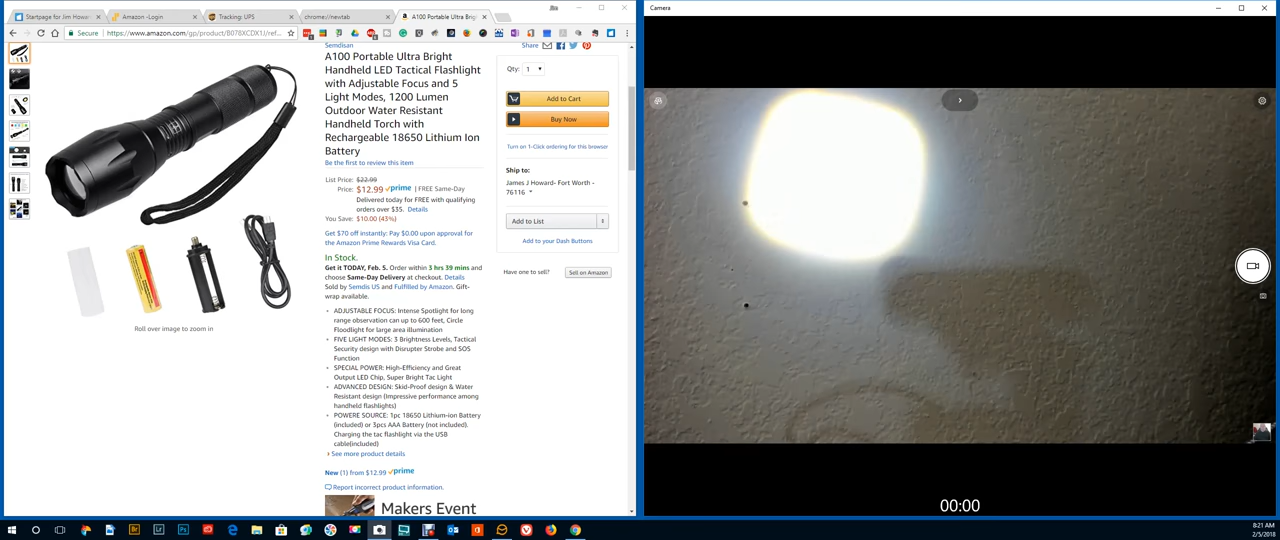 Startpage for Jim Howar
Amazon -Login
Tracking: UPS
chrome://newtab
A100 Portable Ultra Brig
Secure
https://www.amazon.com/gp/product/B078XCDX1J/ref...
Semdisan
A100 Portable Ultra Bright
Handheld LED Tactical Flashlight
with Adjustable Focus and 5
Light Modes, 1200 Lumen
Outdoor Water Resistant
Handheld Torch with
Rechargeable 18650 Lithium Ion
Battery
Be the first to review this item
List Price: $22.99
Price: $12.99 prime | FREE Same-Day
Delivered today for FREE with qualifying
orders over $35. Details
You Save: $10.00 (43%)
Get $70 off instantly: Pay $0.00 upon approval for
the Amazon Prime Rewards Visa Card.
In Stock.
Get it TODAY, Feb. 5. Order within 3 hrs 39 mins and
choose Same-Day Delivery at checkout. Details
Sold by Semdis US and Fulfilled by Amazon. Gift-
wrap available.
ADJUSTABLE FOCUS: Intense Spotlight for long
range observation can up to 600 feet, Circle
Floodlight for large area illumination
FIVE LIGHT MODES: 3 Brightness Levels, Tactical
Security design with Disrupter Strobe and SOS
Function
SPECIAL POWER: High-Efficiency and Great
Output LED Chip, Super Bright Tac Light
ADVANCED DESIGN: Skid-Proof design & Water
Resistant design (Impressive performance among
handheld flashlights)
POWERE SOURCE: 1pc 18650 Lithium-ion Battery
(included) or 3pcs AAA Battery (not included).
Charging the tac flashlight via the USB
cable(included)
› See more product details
New (1) from $12.99 prime
Report incorrect product information.
Makers Event
Roll over image to zoom in
Share
Qty: 1
Add to Cart
Buy Now
Turn on 1-Click ordering for this browser
Ship to:
James J Howard- Fort Worth -
76116
Add to List
Add to your Dash Buttons
Have one to sell?
Sell on Amazon
Camera
00:00
8:21 AM
2/5/2018